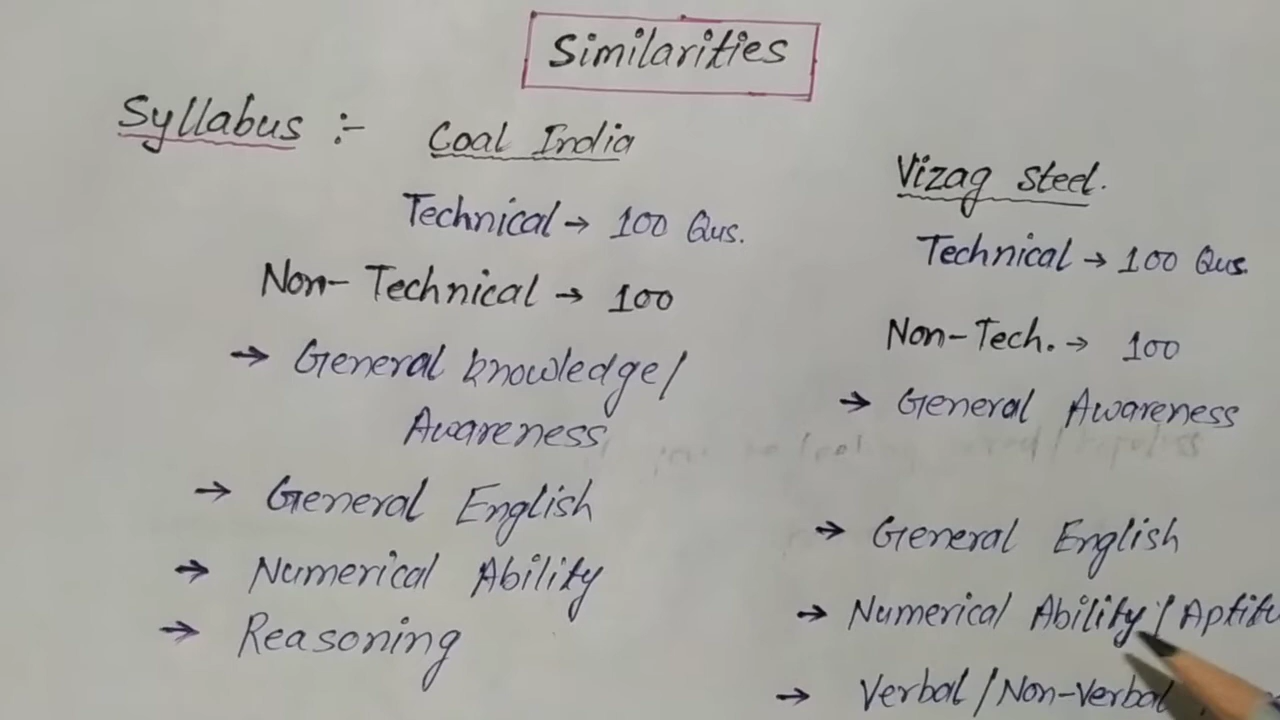 Similarities
Syllabus :-
Coal India
Technical → 100 Qus.
Non-Technical → 100
→ General knowledge/
Awareness
→ General English
→ Numerical Ability
→ Reasoning
Vizag Steel.
Technical → 100 Qus.
Non-Tech. → 100
→ General Awareness
→ General English
→ Numerical Ability /
→ Verbal/Non-Verbal